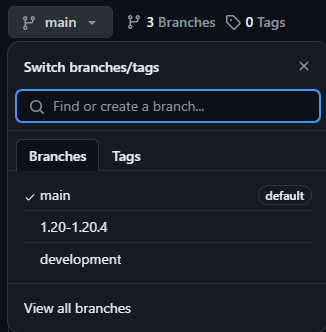 main 3 Branches 0 Tags
Switch branches/tags
Find or create a branch...
Branches Tags
main default
1.20-1.20.4
development
View all branches